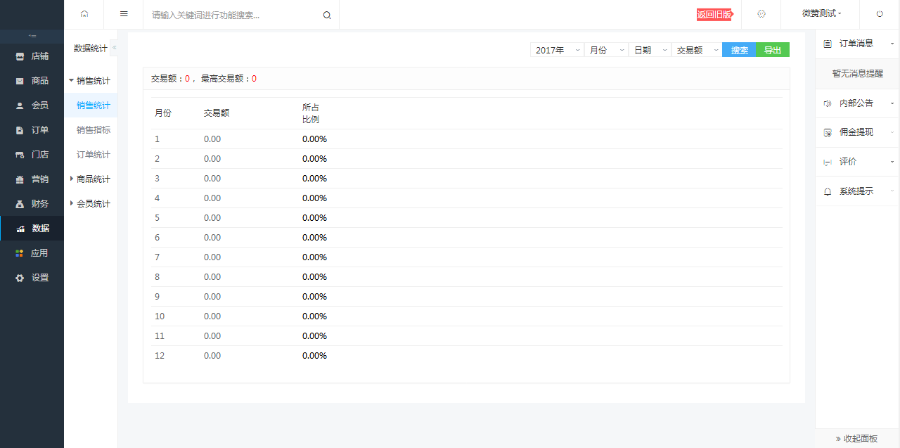 请输入关键词进行功能搜索...
返回旧版
微赞测试
店铺
商品
会员
订单
门店
营销
财务
数据
应用
设置
数据统计
销售统计
销售统计
销售指标
订单统计
商品统计
会员统计
2017年 月份 日期 交易额 搜索 导出
交易额：0， 最高交易额：0
月份 交易额 所占
比例
1 0.00 0.00%
2 0.00 0.00%
3 0.00 0.00%
4 0.00 0.00%
5 0.00 0.00%
6 0.00 0.00%
7 0.00 0.00%
8 0.00 0.00%
9 0.00 0.00%
10 0.00 0.00%
11 0.00 0.00%
12 0.00 0.00%
订单消息
暂无消息提醒
内部公告
佣金提现
评价
系统提示
» 收起面板